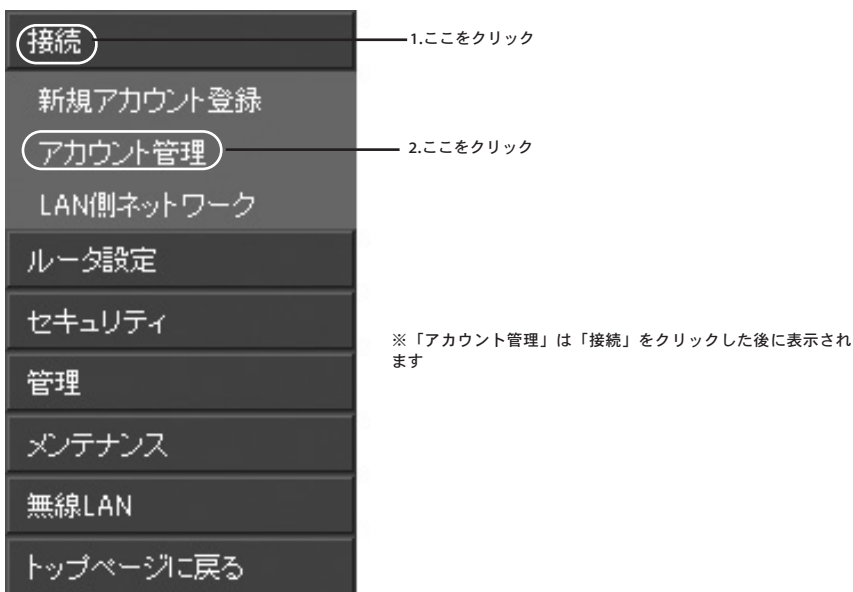 接続
1.ここをクリック
新規アカウント登録
アカウント管理
2.ここをクリック
LAN側ネットワーク
ルータ設定
セキュリティ
※「アカウント管理」は「接続」をクリックした後に表示され
ます
管理
メンテナンス
無線LAN
トップページに戻る